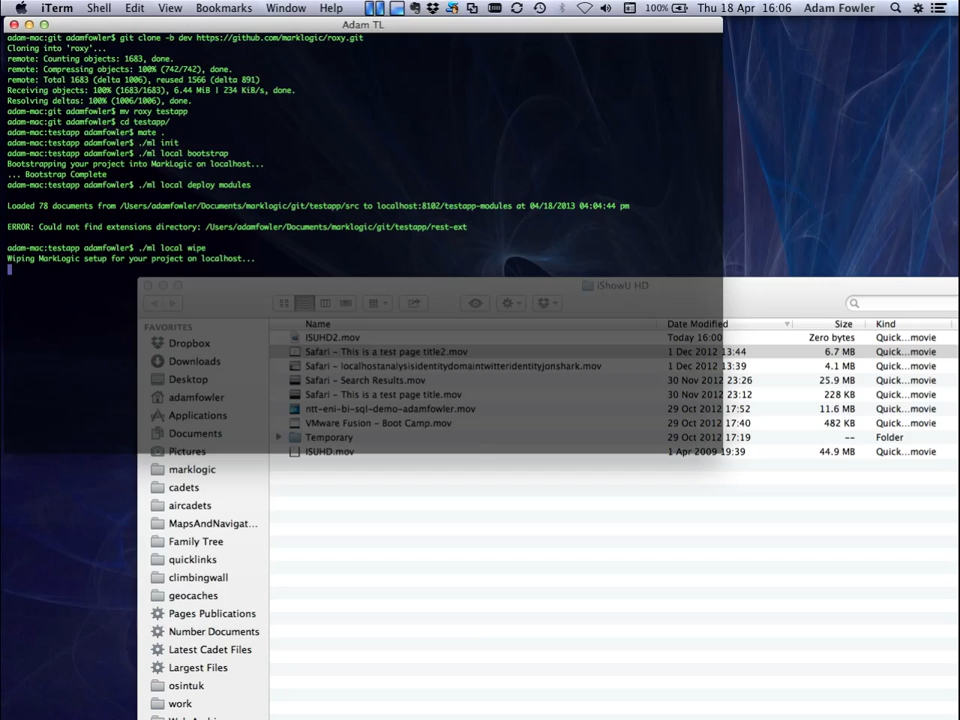 iTerm Shell Edit View Bookmarks Window Help 100% Thu 18 Apr 16:06 Adam Fowler
Adam TL
adam-mac:git adamfowler$ git clone -b dev https://github.com/marklogic/roxy.git
Cloning into 'roxy'...
remote: Counting objects: 1683, done.
remote: Compressing objects: 100% (742/742), done.
remote: Total 1683 (delta 1006), reused 1566 (delta 891)
Receiving objects: 100% (1683/1683), 6.44 MiB | 234 KiB/s, done.
Resolving deltas: 100% (1006/1006), done.
adam-mac:git adamfowler$ mv roxy testapp
adam-mac:git adamfowler$ cd testapp/
adam-mac:testapp adamfowler$ mate .
adam-mac:testapp adamfowler$ ./ml init
adam-mac:testapp adamfowler$ ./ml local bootstrap
Bootstrapping your project into MarkLogic on localhost...
... Bootstrap Complete
adam-mac:testapp adamfowler$ ./ml local deploy modules
Loaded 78 documents from /Users/adamfowler/Documents/marklogic/git/testapp/src to localhost:8102/testapp-modules at 04/18/2013 04:04:44 pm
ERROR: Could not find extensions directory: /Users/adamfowler/Documents/marklogic/git/testapp/rest-ext
adam-mac:testapp adamfowler$ ./ml local wipe
Wiping MarkLogic setup for your project on localhost...
iShowU HD
Name Date Modified Size Kind
ISUHD2.mov Today 16:00 Zero bytes Quick...movie
Safari – This is a test page title2.mov 1 Dec 2012 13:44 6.7 MB Quick...movie
Safari – localhostanalysisidentitydomaintwitteridentityjonshark.mov 1 Dec 2012 13:39 4.1 MB Quick...movie
Safari – Search Results.mov 30 Nov 2012 23:26 25.9 MB Quick...movie
Safari – This is a test page title.mov 30 Nov 2012 23:12 228 KB Quick...movie
ntt-eni-bi-sql-demo-adamfowler.mov 29 Oct 2012 17:52 11.6 MB Quick...movie
VMware Fusion – Boot Camp.mov 29 Oct 2012 17:40 482 KB Quick...movie
Temporary 29 Oct 2012 17:19 -- Folder
ISUHD.mov 1 Apr 2009 19:39 44.9 MB Quick...movie
FAVORITES
Dropbox
Downloads
Desktop
adamfowler
Applications
Documents
Pictures
marklogic
cadets
aircadets
MapsAndNavigat...
Family Tree
quicklinks
climbingwall
geocaches
Pages Publications
Number Documents
Latest Cadet Files
Largest Files
osintuk
work